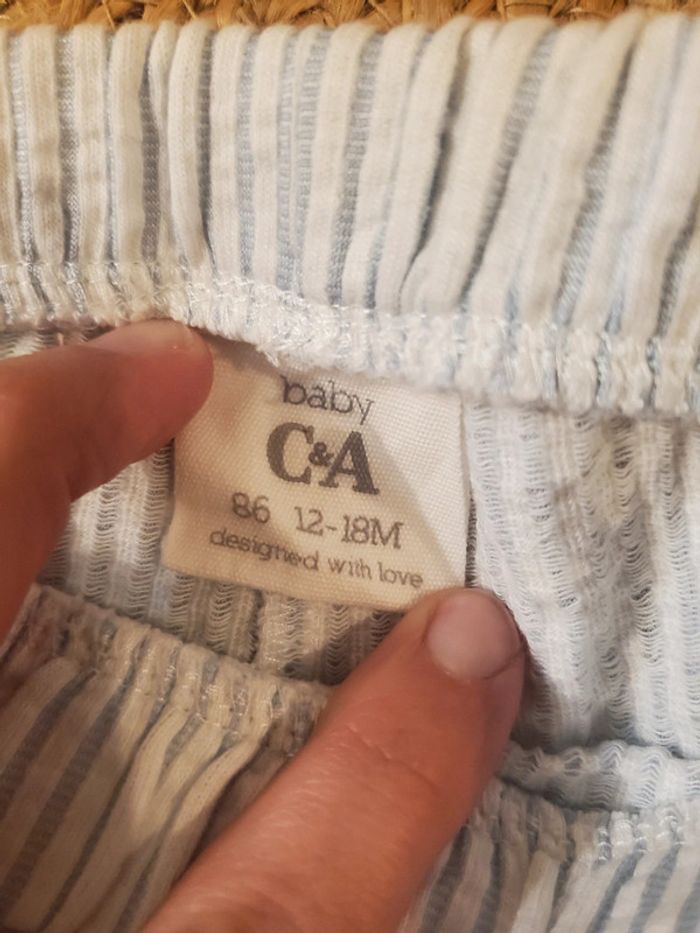 baby
C&A
86 12-18M
designed with love